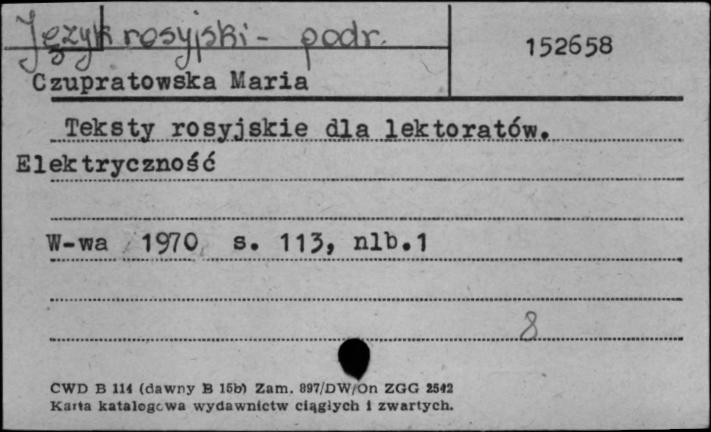 Język rosyjski - podr.
152658
Czupratowska Maria
Teksty rosyjskie dla lektoratów.
Elektryczność
W-wa 1970 s. 113, nlb.1
8
CWD B 114 (dawny B 15b) Zam. 897/DW/On ZGG 2542
Karta katalogowa wydawnictw ciągłych i zwartych.